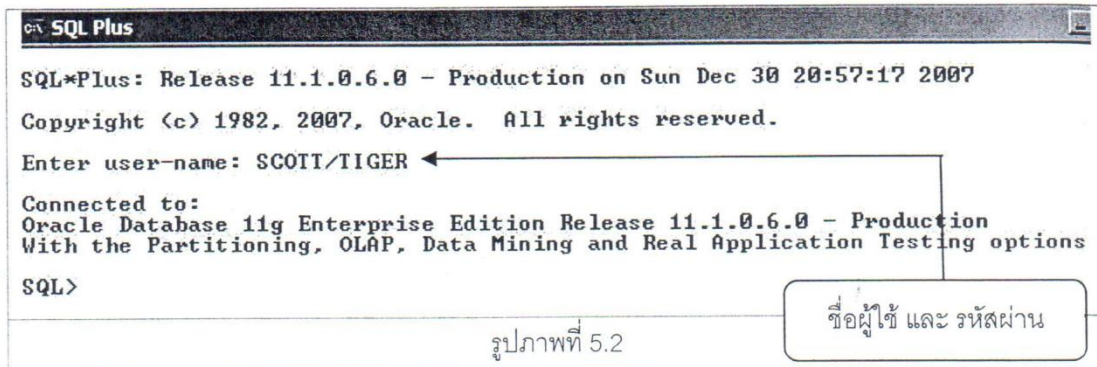 SQL Plus
SQL*Plus: Release 11.1.0.6.0 - Production on Sun Dec 30 20:57:17 2007
Copyright (c) 1982, 2007, Oracle.  All rights reserved.
Enter user-name: SCOTT/TIGER
Connected to:
Oracle Database 11g Enterprise Edition Release 11.1.0.6.0 - Production
With the Partitioning, OLAP, Data Mining and Real Application Testing options
SQL>
ชื่อผู้ใช้ และ รหัสผ่าน
รูปภาพที่ 5.2